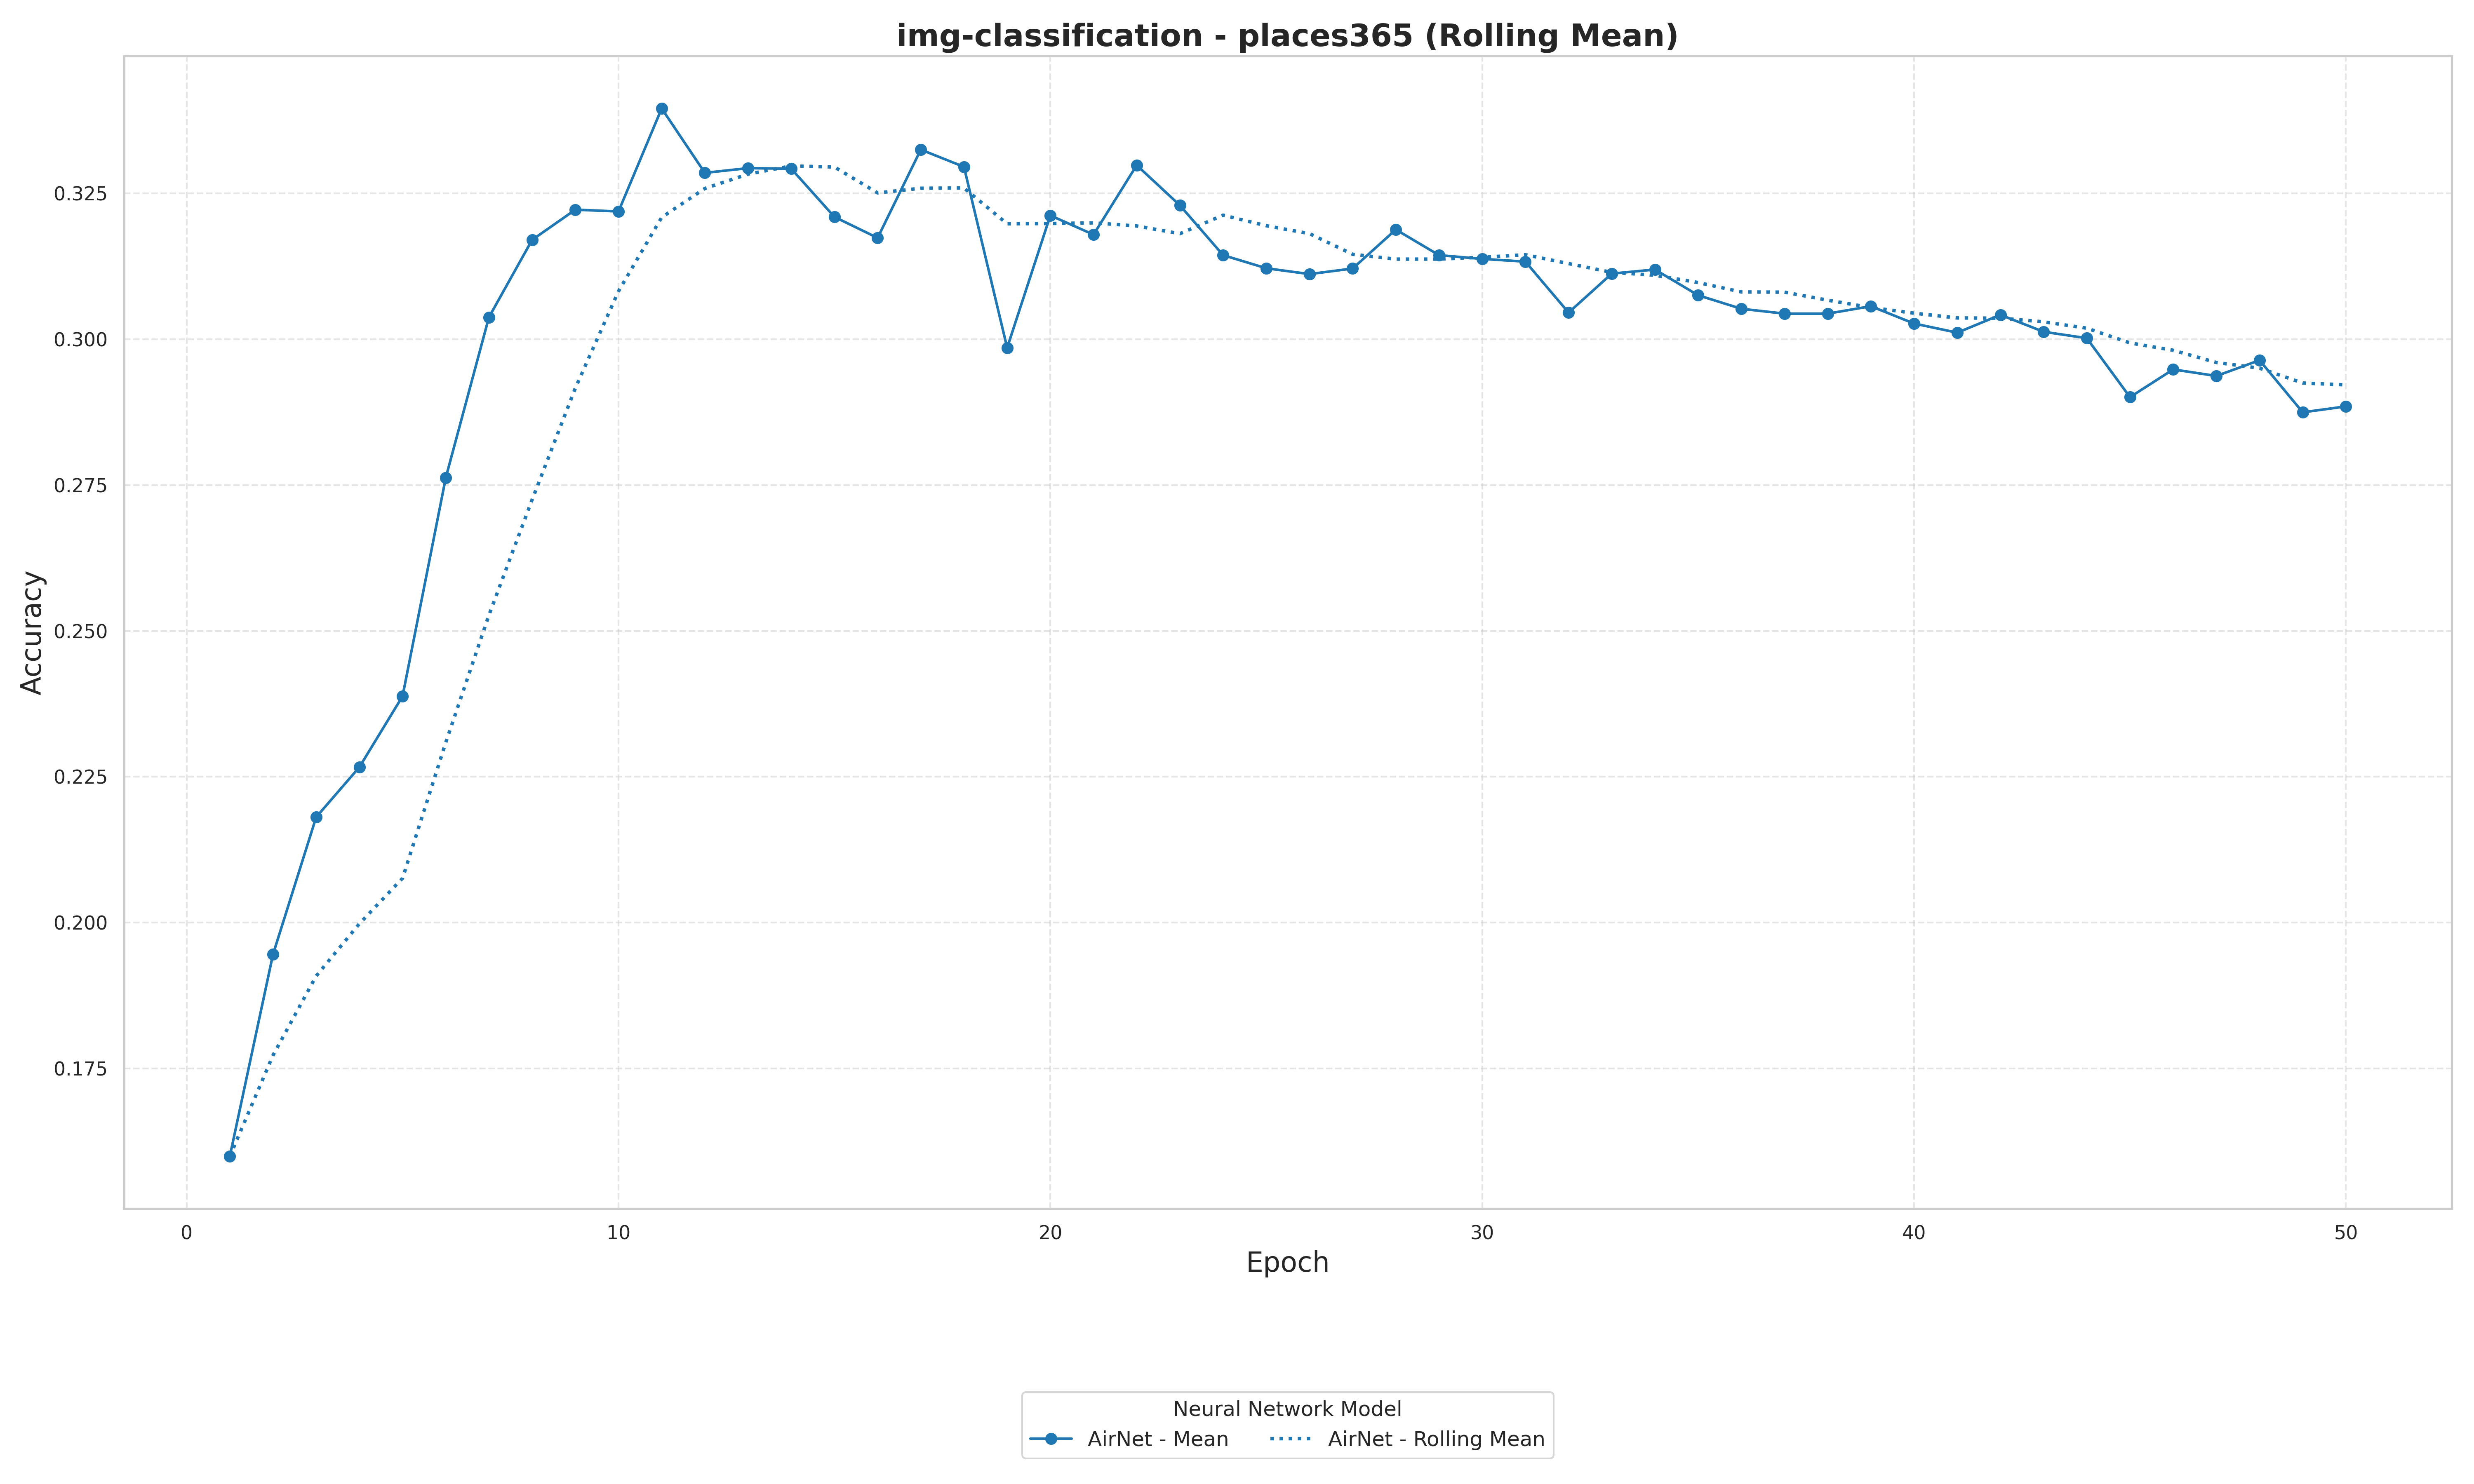 img-classification - places365 (Rolling Mean)
Accuracy
0.325
0.300
0.275
0.250
0.225
0.200
0.175
0 10 20 30 40 50
Epoch
Neural Network Model
AirNet - Mean AirNet - Rolling Mean